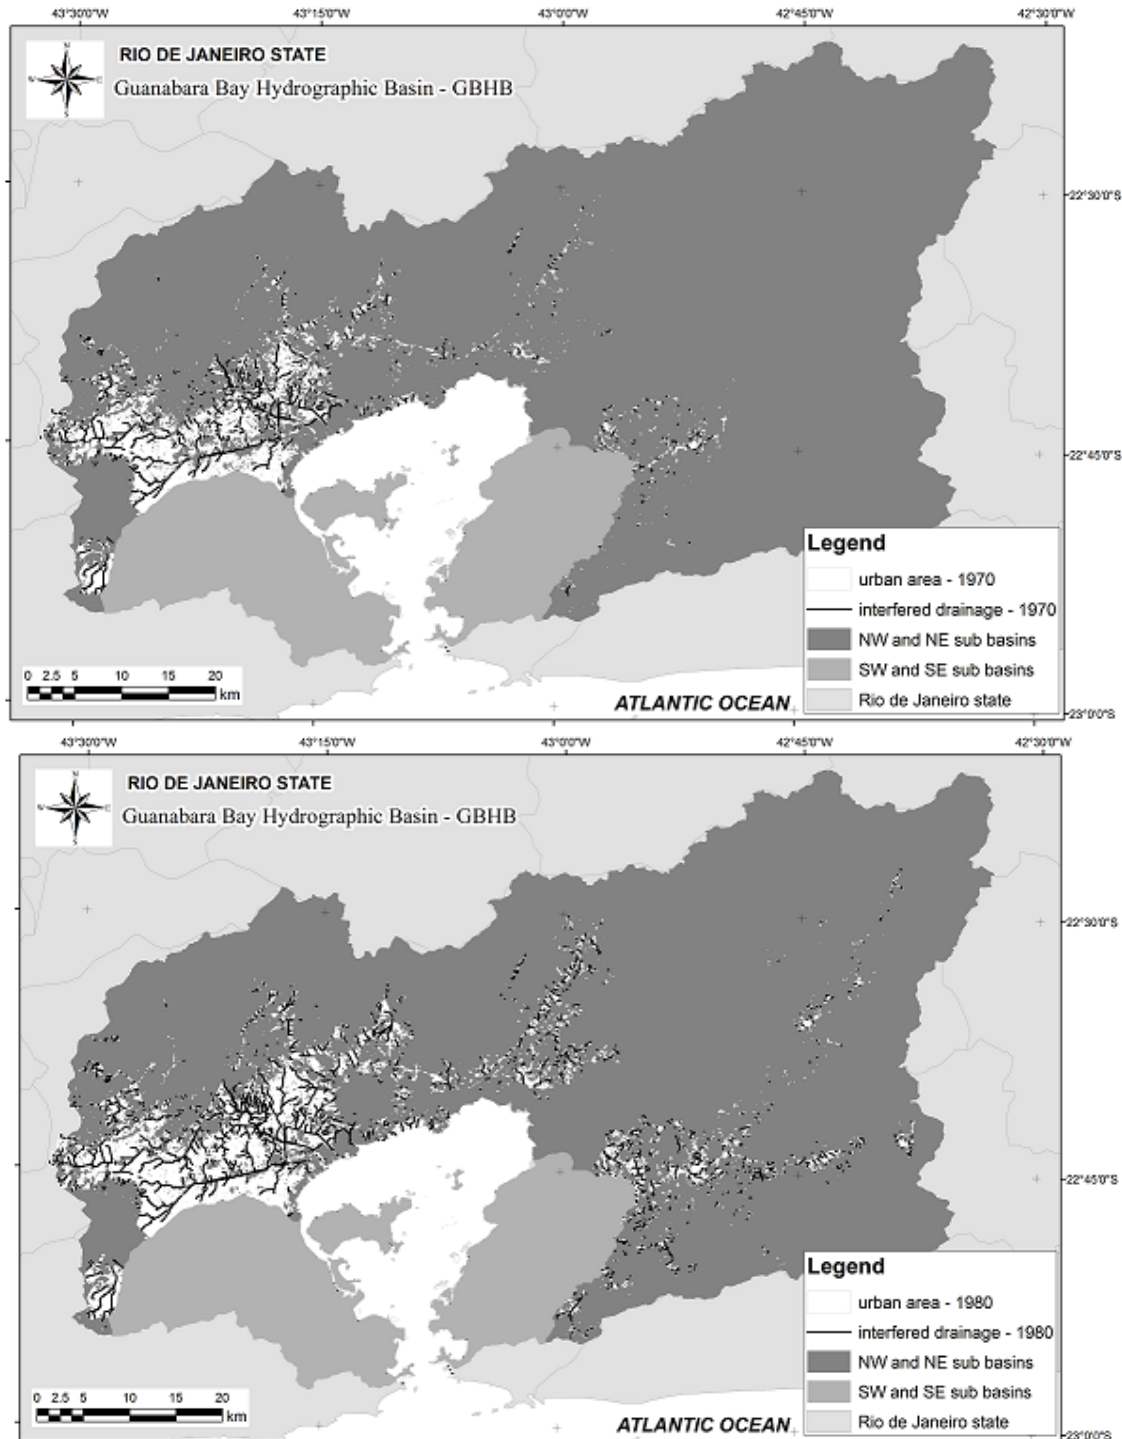 43°30'0"W 43°15'0"W 43°0'0"W 42°45'0"W 42°30'0"W
N
W E
S
RIO DE JANEIRO STATE
Guanabara Bay Hydrographic Basin - GBHB
22°30'0"S
22°45'0"S
Legend
urban area - 1970
interfered drainage - 1970
NW and NE sub basins
SW and SE sub basins
Rio de Janeiro state
0 2.5 5 10 15 20
km
ATLANTIC OCEAN
23°0'0"S
43°30'0"W 43°15'0"W 43°0'0"W 42°45'0"W 42°30'0"W
N
W E
S
RIO DE JANEIRO STATE
Guanabara Bay Hydrographic Basin - GBHB
22°30'0"S
22°45'0"S
Legend
urban area - 1980
interfered drainage - 1980
NW and NE sub basins
SW and SE sub basins
Rio de Janeiro state
0 2.5 5 10 15 20
km
ATLANTIC OCEAN
23°0'0"S